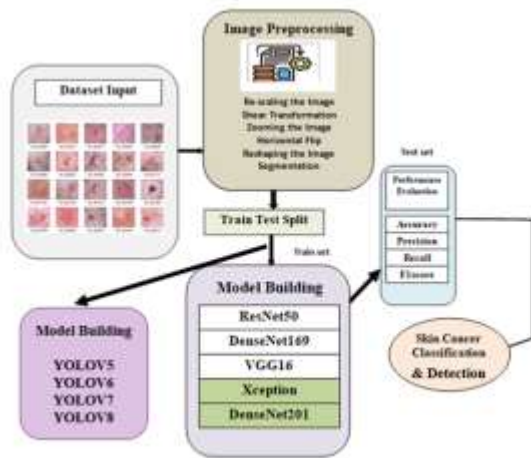 Image Preprocessing
Dataset Input
Re-scaling the Image
Shear Transformation
Zooming the Image
Horizontal Flip
Reshaping the Image
Segmentation
Train Test Split
Train set
Test set
Performance
Evaluation
Accuracy
Precision
Recall
F1score
Model Building
YOLOV5
YOLOV6
YOLOV7
YOLOV8
Model Building
ResNet50
DenseNet169
VGG16
Xception
DenseNet201
Skin Cancer
Classification
& Detection